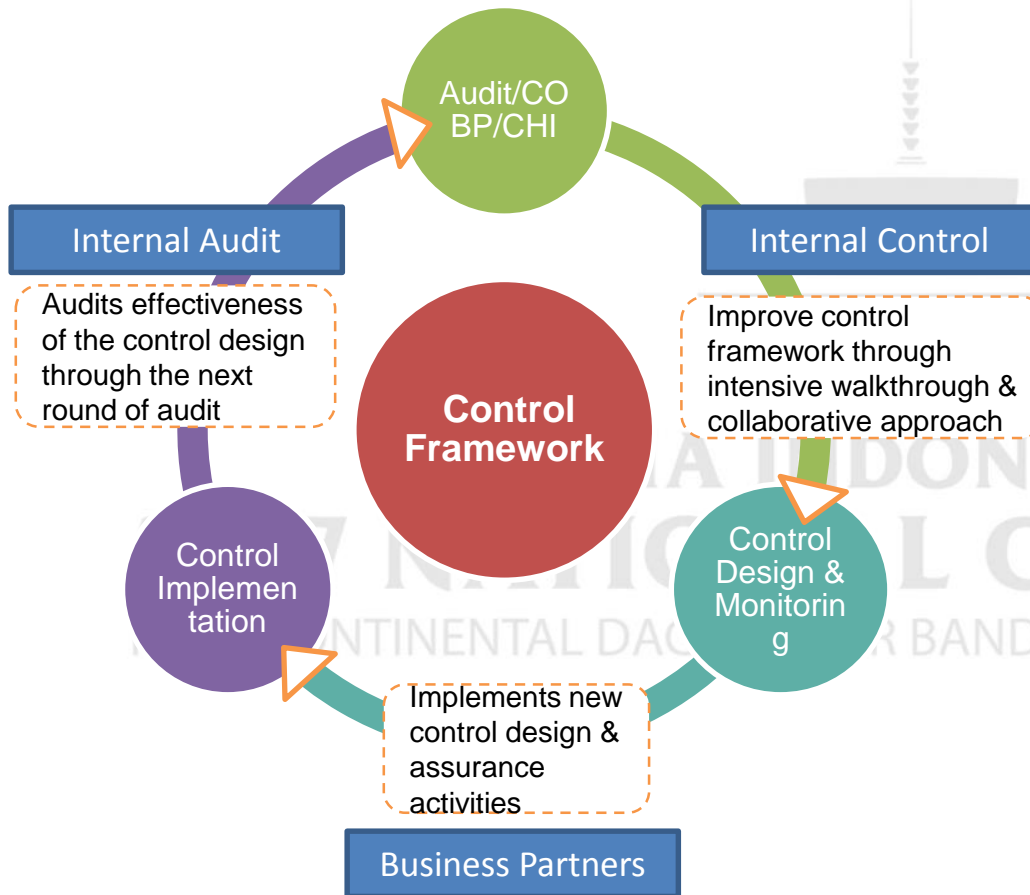 Audit/CO
BP/CHI
Internal Audit
Internal Control
Audits effectiveness
of the control design
through the next
round of audit
Improve control
framework through
intensive walkthrough &
collaborative approach
Control
Framework
Control
Implemen
tation
Control
Design &
Monitorin
g
Implements new
control design &
assurance
activities
Business Partners